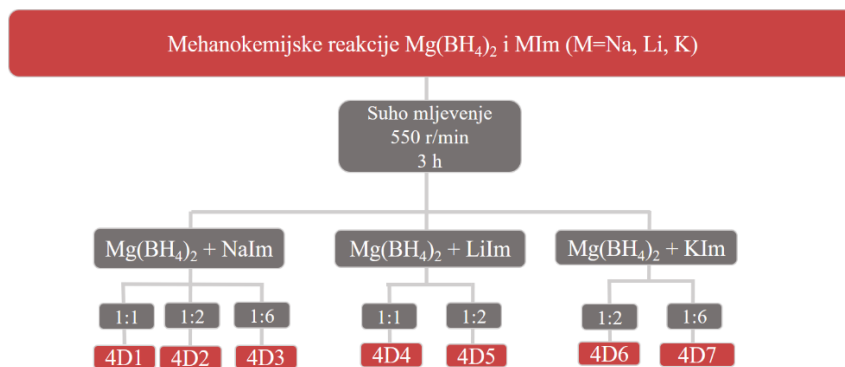 Mehanokemijske reakcije Mg(BH₄)₂ i MIm (M=Na, Li, K)
Suho mljevenje
550 r/min
3 h
Mg(BH₄)₂ + NaIm
Mg(BH₄)₂ + LiIm
Mg(BH₄)₂ + KIm
1:1
1:2
1:6
1:1
1:2
1:2
1:6
4D1
4D2
4D3
4D4
4D5
4D6
4D7